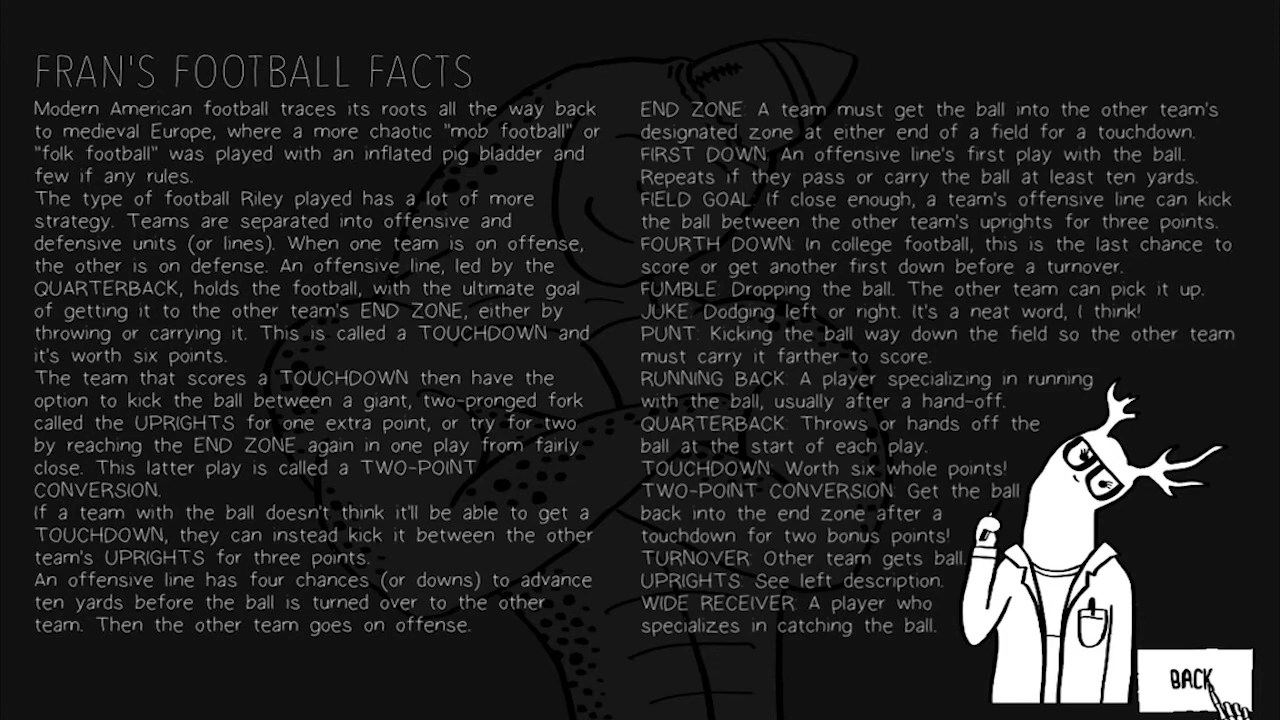 FRAN'S FOOTBALL FACTS
Modern American football traces its roots all the way back
to medieval Europe, where a more chaotic "mob football" or
"folk football" was played with an inflated pig bladder and
few if any rules.
The type of football Riley played has a lot of more
strategy. Teams are separated into offensive and
defensive units (or lines). When one team is on offense,
the other is on defense. An offensive line, led by the
QUARTERBACK, holds the football, with the ultimate goal
of getting it to the other team's END ZONE, either by
throwing or carrying it. This is called a TOUCHDOWN and
it's worth six points.
The team that scores a TOUCHDOWN then have the
option to kick the ball between a giant, two-pronged fork
called the UPRIGHTS for one extra point, or try for two
by reaching the END ZONE again in one play from fairly
close. This latter play is called a TWO-POINT
CONVERSION.
If a team with the ball doesn't think it'll be able to get a
TOUCHDOWN, they can instead kick it between the other
team's UPRIGHTS for three points.
An offensive line has four chances (or downs) to advance
ten yards before the ball is turned over to the other
team. Then the other team goes on offense.
END ZONE: A team must get the ball into the other team's
designated zone at either end of a field for a touchdown.
FIRST DOWN: An offensive line's first play with the ball.
Repeats if they pass or carry the ball at least ten yards.
FIELD GOAL: If close enough, a team's offensive line can kick
the ball between the other team's uprights for three points.
FOURTH DOWN: In college football, this is the last chance to
score or get another first down before a turnover.
FUMBLE: Dropping the ball. The other team can pick it up.
JUKE: Dodging left or right. It's a neat word, I think!
PUNT: Kicking the ball way down the field so the other team
must carry it farther to score.
RUNNING BACK: A player specializing in running
with the ball, usually after a hand-off.
QUARTERBACK: Throws or hands off the
ball at the start of each play.
TOUCHDOWN: Worth six whole points!
TWO-POINT CONVERSION: Get the ball
back into the end zone after a
touchdown for two bonus points!
TURNOVER: Other team gets ball.
UPRIGHTS: See left description.
WIDE RECEIVER: A player who
specializes in catching the ball.
BACK